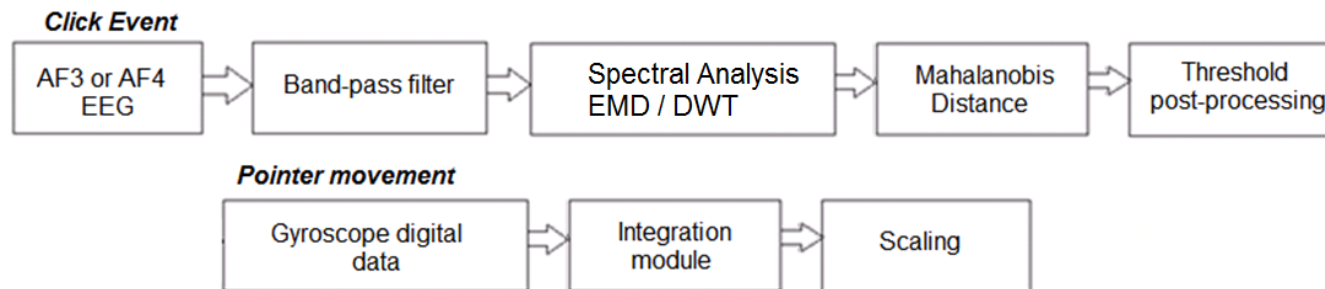 Click Event
AF3 or AF4
EEG
Band-pass filter
Spectral Analysis
EMD / DWT
Mahalanobis
Distance
Threshold
post-processing
Pointer movement
Gyroscope digital
data
Integration
module
Scaling